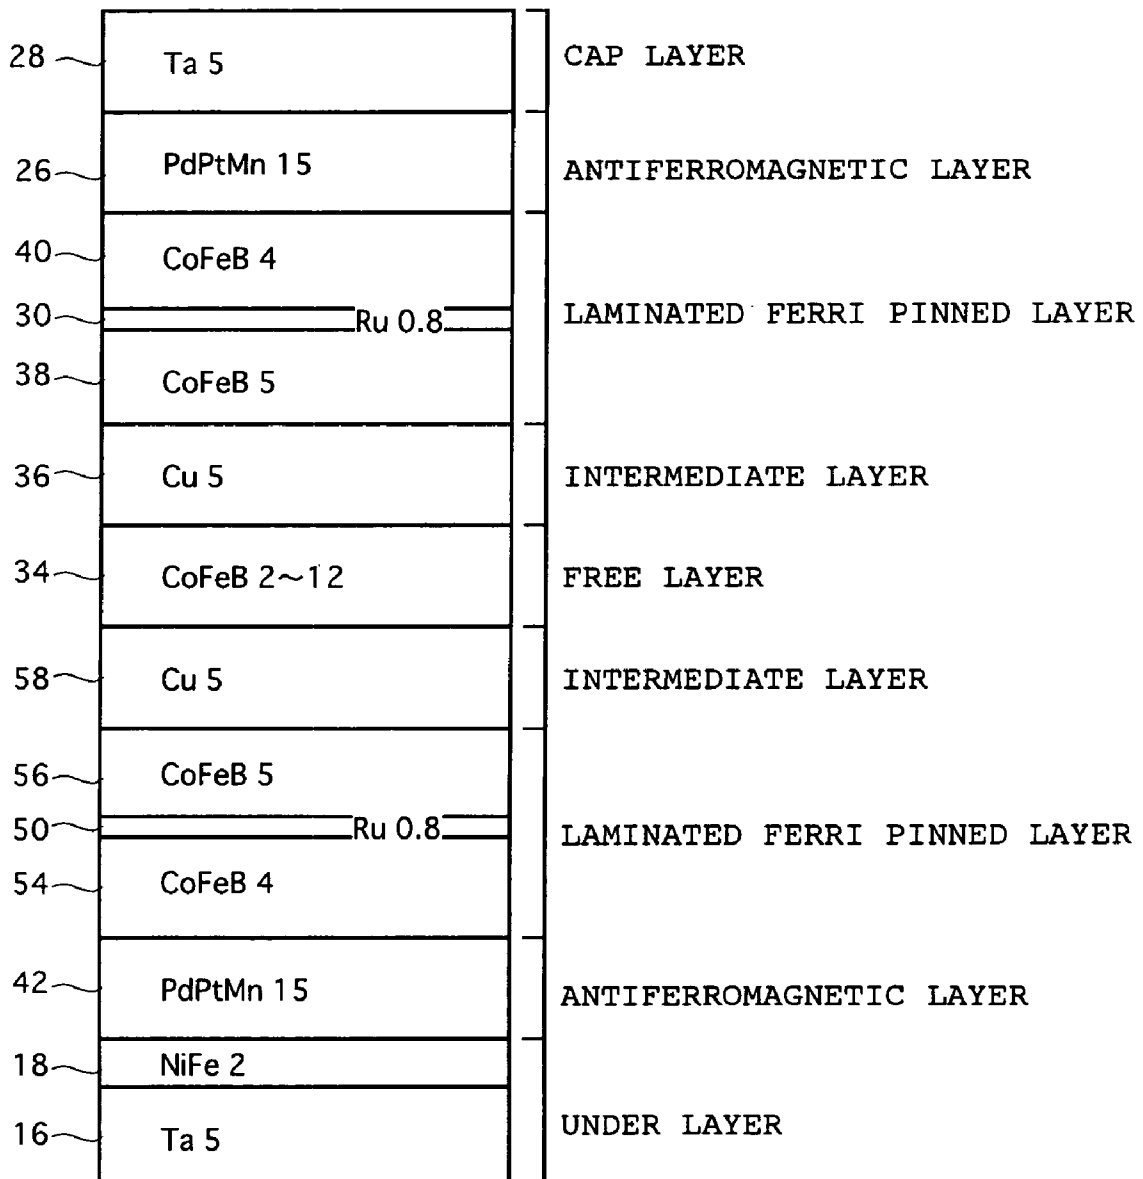 28 Ta 5 CAP LAYER
26 PdPtMn 15 ANTIFERROMAGNETIC LAYER
40 CoFeB 4
30 Ru 0.8 LAMINATED FERRI PINNED LAYER
38 CoFeB 5
36 Cu 5 INTERMEDIATE LAYER
34 CoFeB 2~12 FREE LAYER
58 Cu 5 INTERMEDIATE LAYER
56 CoFeB 5
50 Ru 0.8 LAMINATED FERRI PINNED LAYER
54 CoFeB 4
42 PdPtMn 15 ANTIFERROMAGNETIC LAYER
18 NiFe 2
16 Ta 5 UNDER LAYER